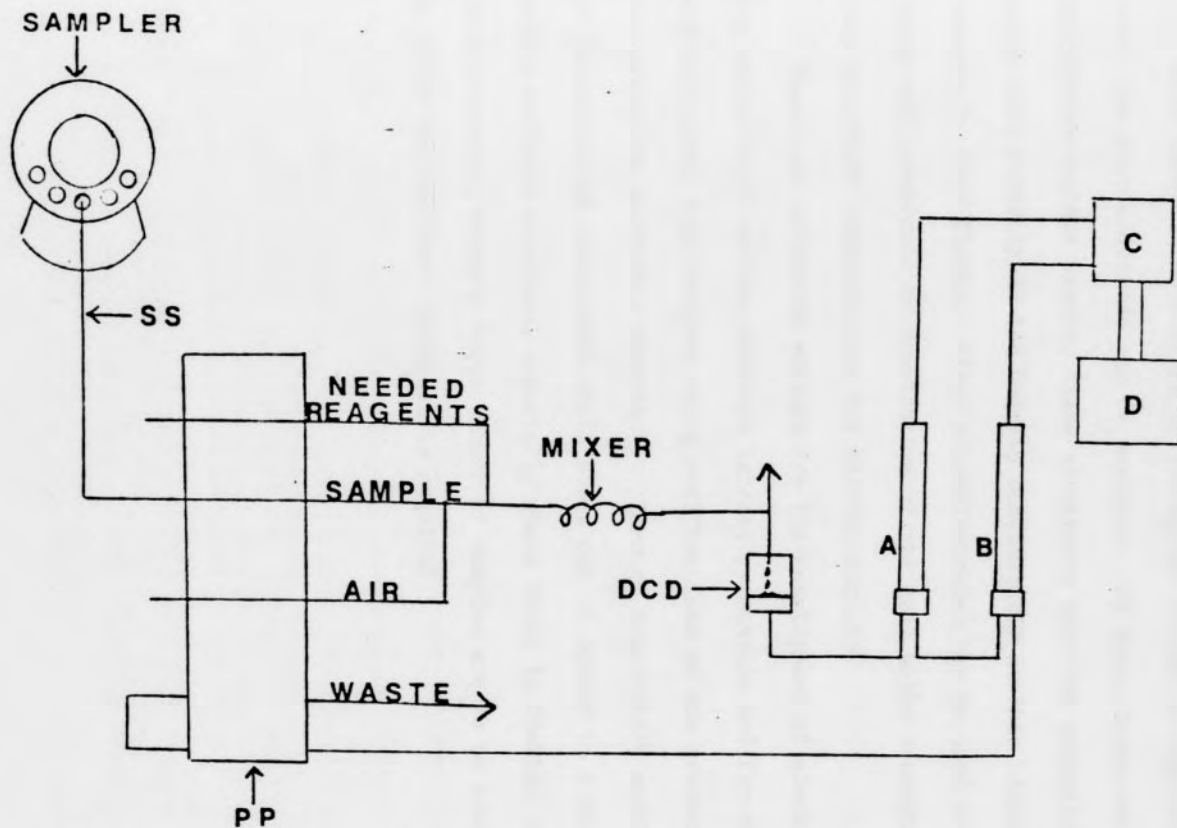 SAMPLER
SS
NEEDED
REAGENTS
MIXER
SAMPLE
AIR
DCD
WASTE
PP
A
B
C
D